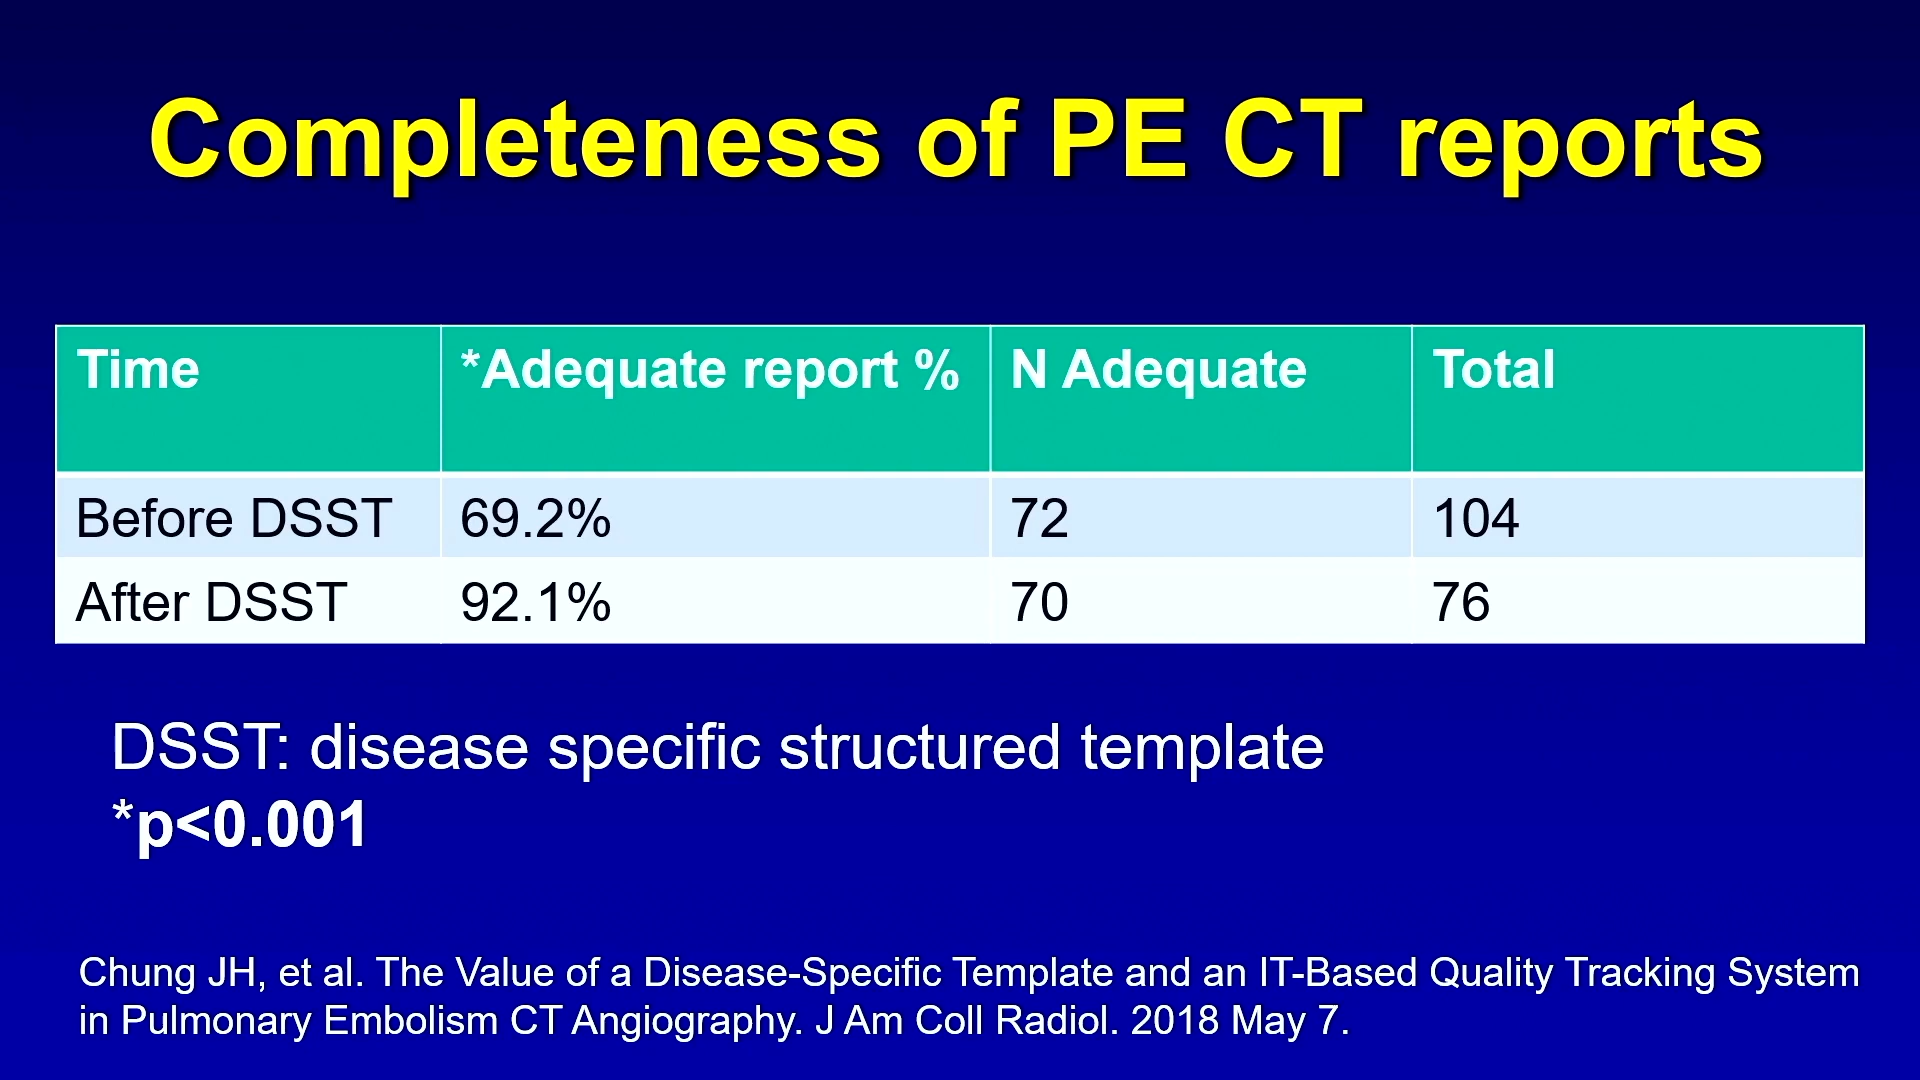 Completeness of PE CT reports
Time *Adequate report % N Adequate Total
Before DSST 69.2% 72 104
After DSST 92.1% 70 76
DSST: disease specific structured template
*p<0.001
Chung JH, et al. The Value of a Disease-Specific Template and an IT-Based Quality Tracking System
in Pulmonary Embolism CT Angiography. J Am Coll Radiol. 2018 May 7.